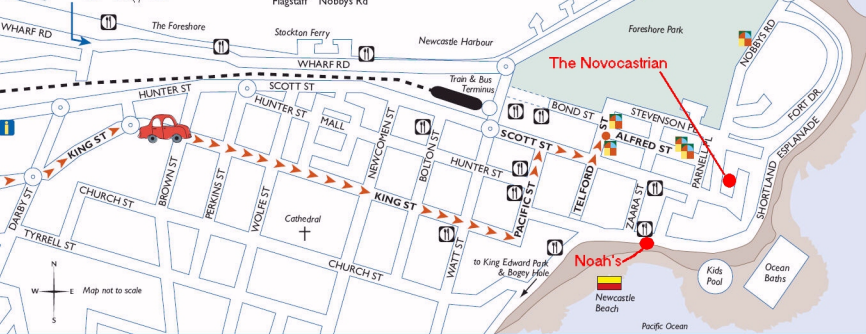 Flagstaff Nobbys Rd
The Foreshore
WHARF RD
Stockton Ferry
Newcastle Harbour
Foreshore Park
NOBBYS RD
WHARF RD
The Novocastrian
Train & Bus
Terminus
HUNTER ST
SCOTT ST
HUNTER ST
MALL
BOND ST
STEVENSON PL
FORT DR
i
KING ST
NEWCOMEN ST
BOLTON ST
SCOTT ST
ST
ALFRED ST
PARNELL PL
SHORTLAND ESPLANADE
HUNTER ST
DARBY ST
BROWN ST
PERKINS ST
WOLFE ST
KING ST
PACIFIC ST
TELFORD
ZAARA ST
CHURCH ST
Cathedral
TYRRELL ST
CHURCH ST
WATT ST
to King Edward Park
& Bogey Hole
Noah's
Kids
Pool
Ocean
Baths
N
W
E
S
Map not to scale
Newcastle
Beach
Pacific Ocean